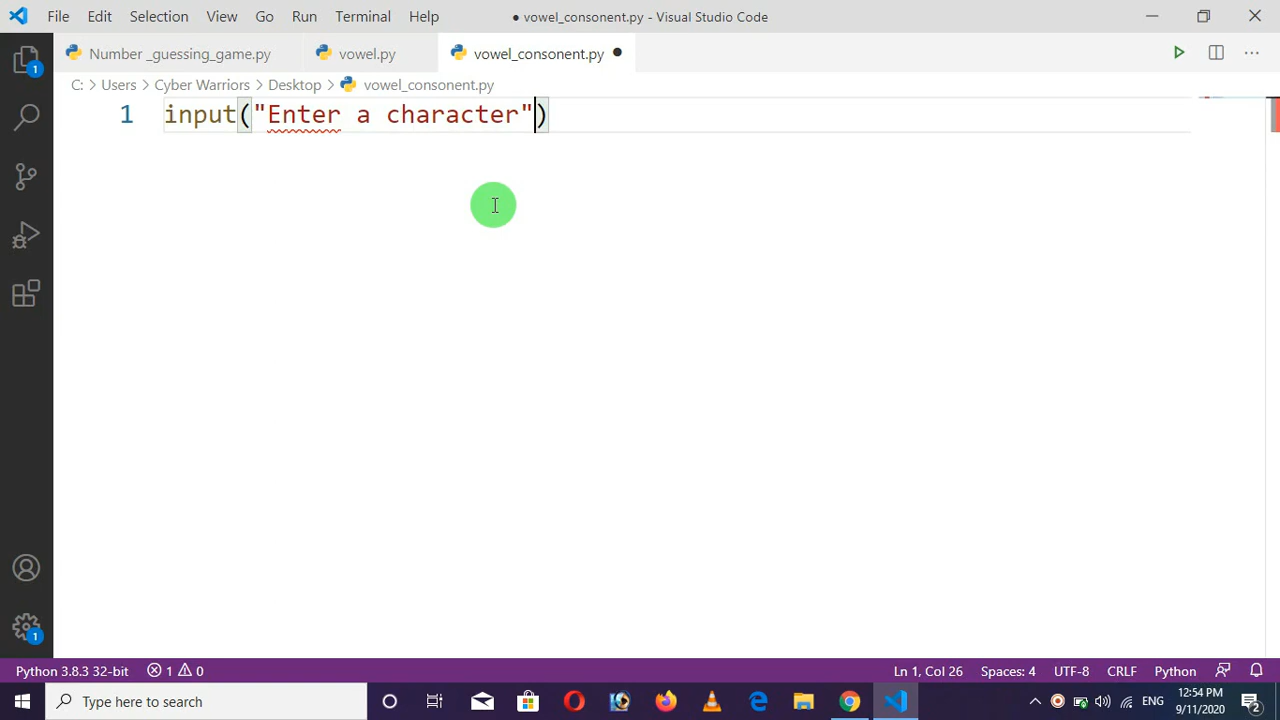 File Edit Selection View Go Run Terminal Help ● vowel_consonent.py - Visual Studio Code
Number _guessing_game.py vowel.py vowel_consonent.py
C: > Users > Cyber Warriors > Desktop > vowel_consonent.py
1 input("Enter a character")
1
1
Python 3.8.3 32-bit 1 0 Ln 1, Col 26 Spaces: 4 UTF-8 CRLF Python
Type here to search ENG 12:54 PM 9/11/2020 2